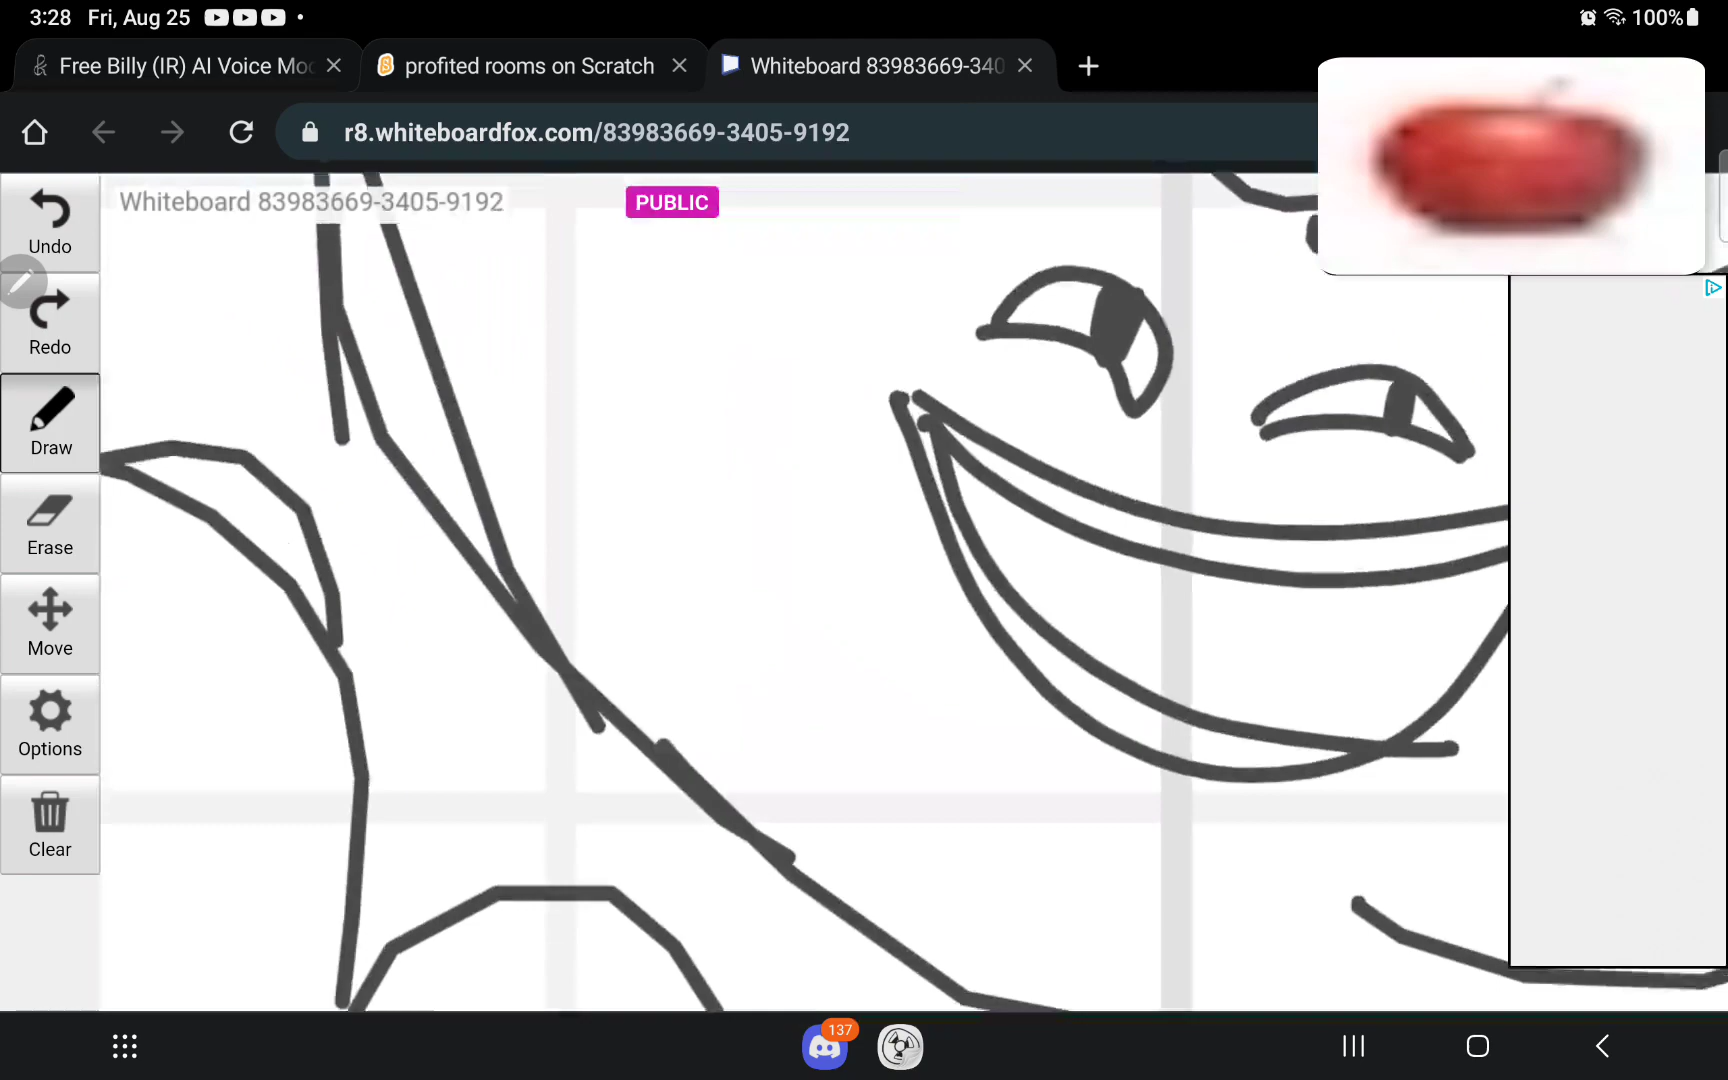 3:28 Fri, Aug 25
100%
Free Billy (IR) AI Voice Mod
profited rooms on Scratch
Whiteboard 83983669-340
r8.whiteboardfox.com/83983669-3405-9192
Whiteboard 83983669-3405-9192
PUBLIC
Undo
Redo
Draw
Erase
Move
Options
Clear
137